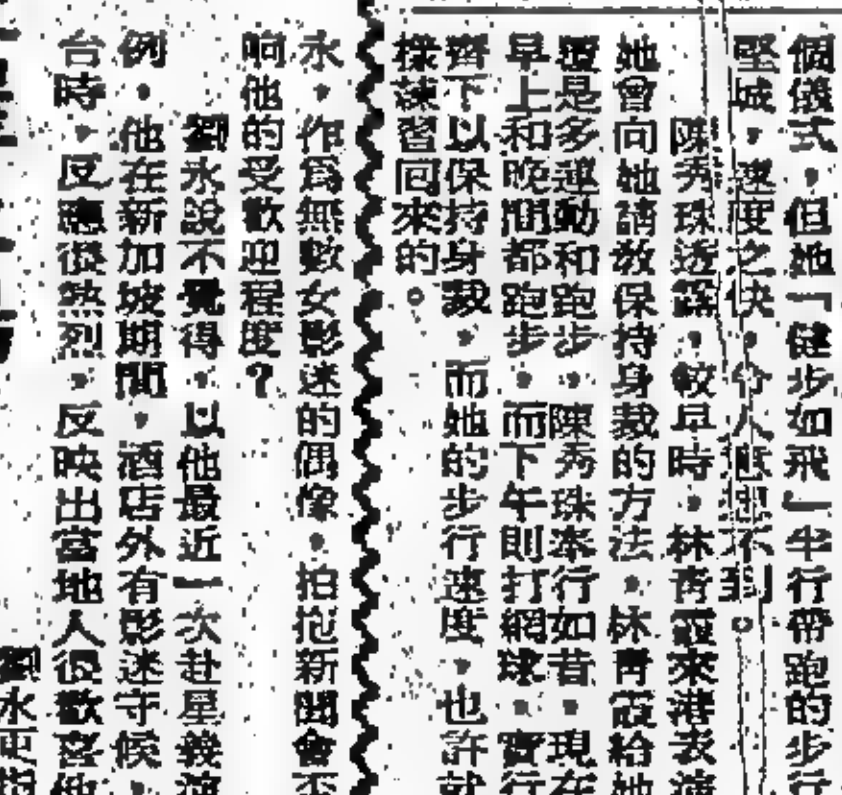 個儀式，但她「健步如飛」半行帶跑的步行
堅城，速度之快，令人意想不到。
陳秀珠透露，較早時，林青霞來港表演
她曾向她請敎保持身裁的方法，林青霞給她
覆是多運動和跑步，陳秀珠奉行如昔，現在
早上和晚間都跑步，而下午則打網球，實行
齊下以保持身裁，而她的步行速度，也許就
樣練習回來的。
永，作爲無數女影迷的偶像，拍拖新聞會否
响他的受歡迎程度？
劉永說不覺得，以他最近一次赴星義演
例，他在新加坡期間，酒店外有影迷守候，
台時，反應很熱烈，反映出當地人很歡喜他
劉永更指